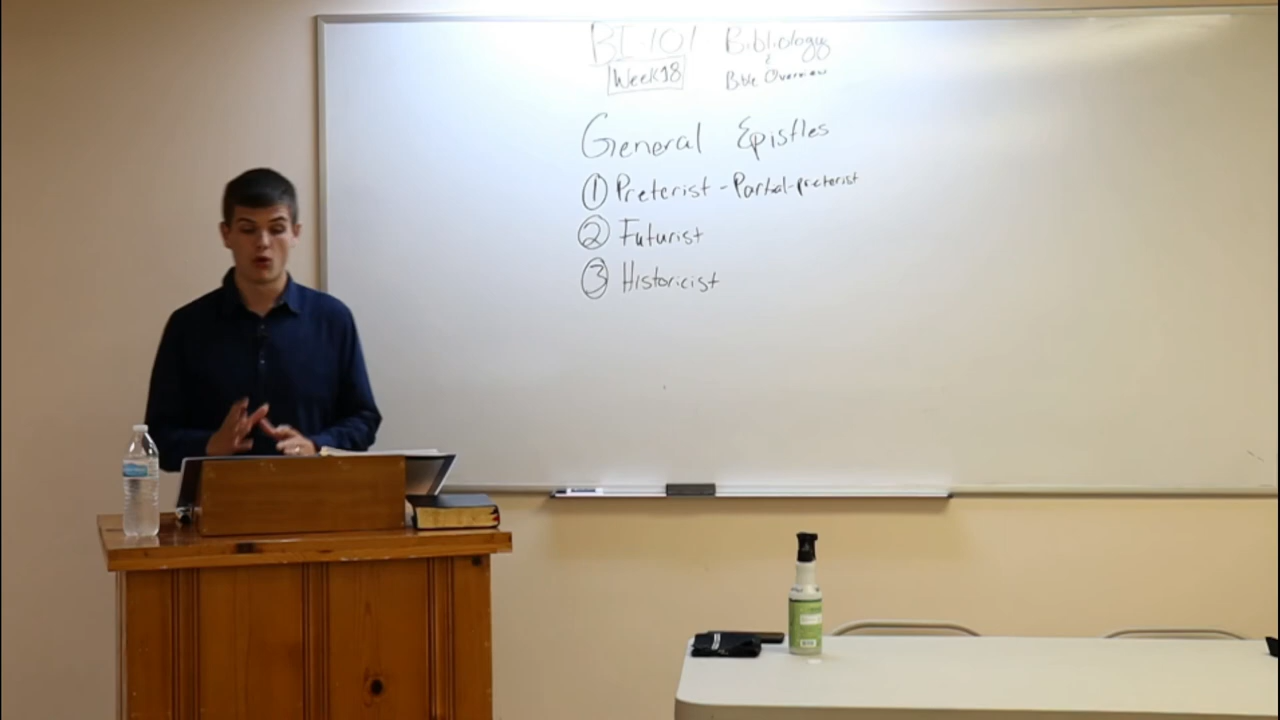 BI 101 Bibliology
&
Week 18 Bible Overview
General Epistles
① Preterist - Partial-preterist
② Futurist
③ Historicist